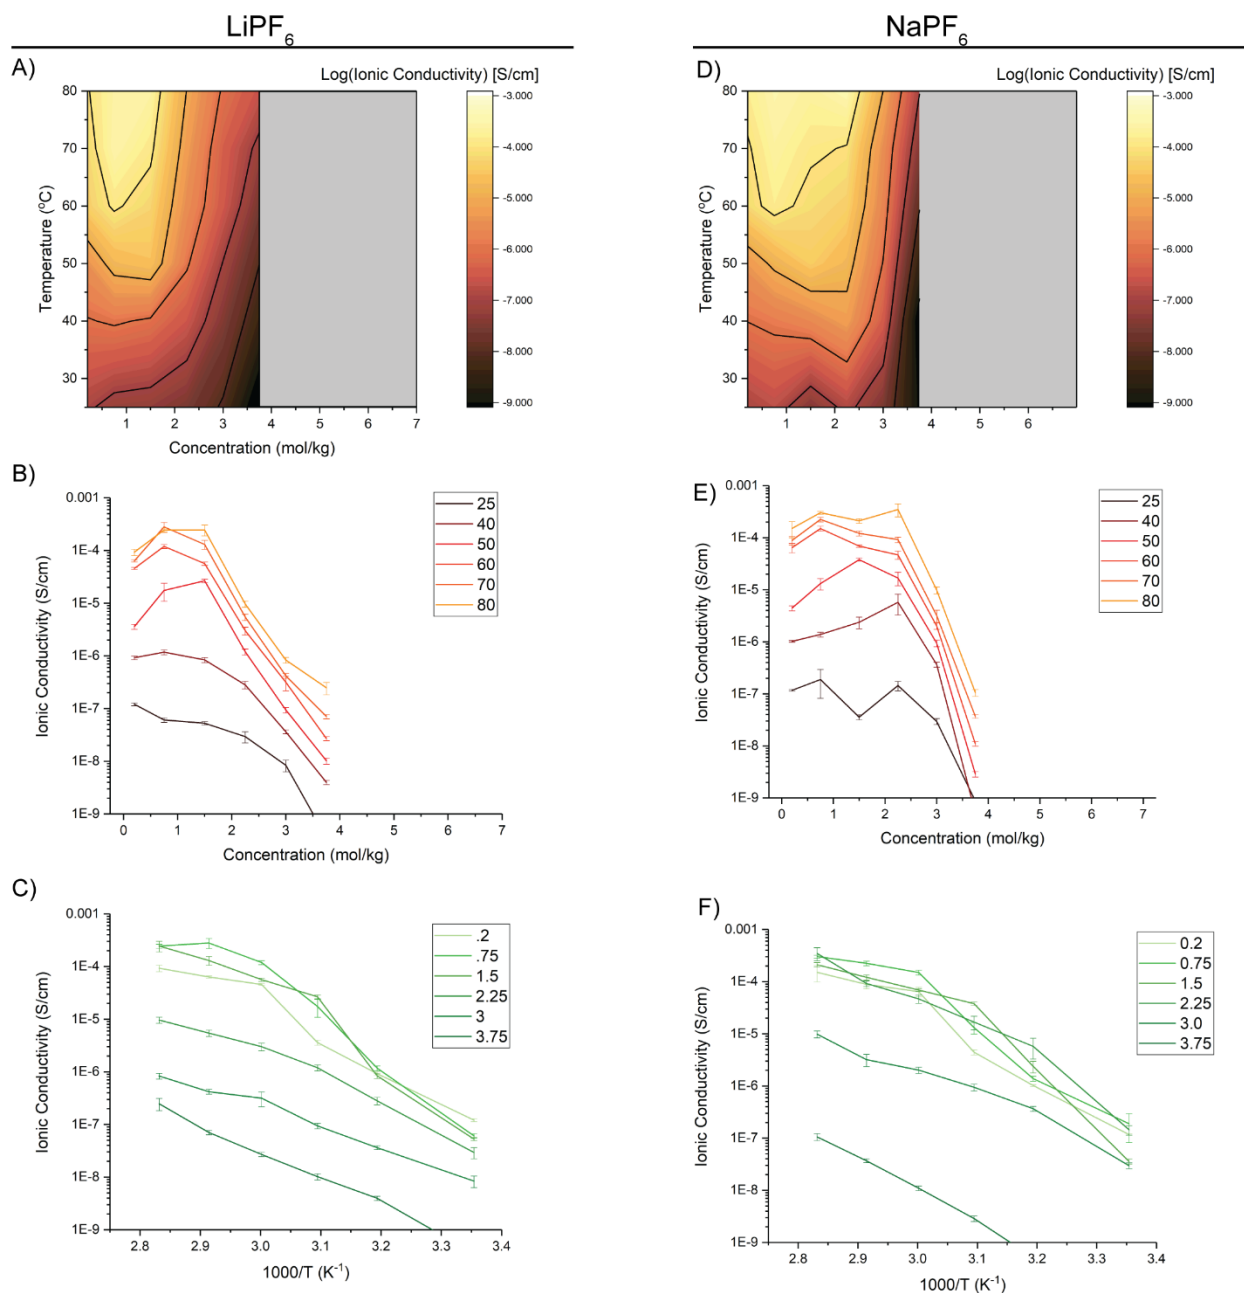 LiPF6
NaPF6
A)
Log(Ionic Conductivity) [S/cm]
80
70
60
50
40
30
Temperature (°C)
1 2 3 4 5 6 7
Concentration (mol/kg)
-3.000
-4.000
-5.000
-6.000
-7.000
-8.000
-9.000
D)
Log(Ionic Conductivity) [S/cm]
80
70
60
50
40
30
Temperature (°C)
1 2 3 4 5 6
Concentration (mol/kg)
-3.000
-4.000
-5.000
-6.000
-7.000
-8.000
-9.000
B)
0.001
1E-4
1E-5
1E-6
1E-7
1E-8
1E-9
Ionic Conductivity (S/cm)
0 1 2 3 4 5 6 7
Concentration (mol/kg)
25
40
50
60
70
80
E)
0.001
1E-4
1E-5
1E-6
1E-7
1E-8
1E-9
Ionic Conductivity (S/cm)
0 1 2 3 4 5 6 7
Concentration (mol/kg)
25
40
50
60
70
80
C)
0.001
1E-4
1E-5
1E-6
1E-7
1E-8
1E-9
Ionic Conductivity (S/cm)
2.8 2.9 3.0 3.1 3.2 3.3 3.4
1000/T (K-1)
.2
.75
1.5
2.25
3
3.75
F)
0.001
1E-4
1E-5
1E-6
1E-7
1E-8
1E-9
Ionic Conductivity (S/cm)
2.8 2.9 3.0 3.1 3.2 3.3 3.4
1000/T (K-1)
0.2
0.75
1.5
2.25
3.0
3.75